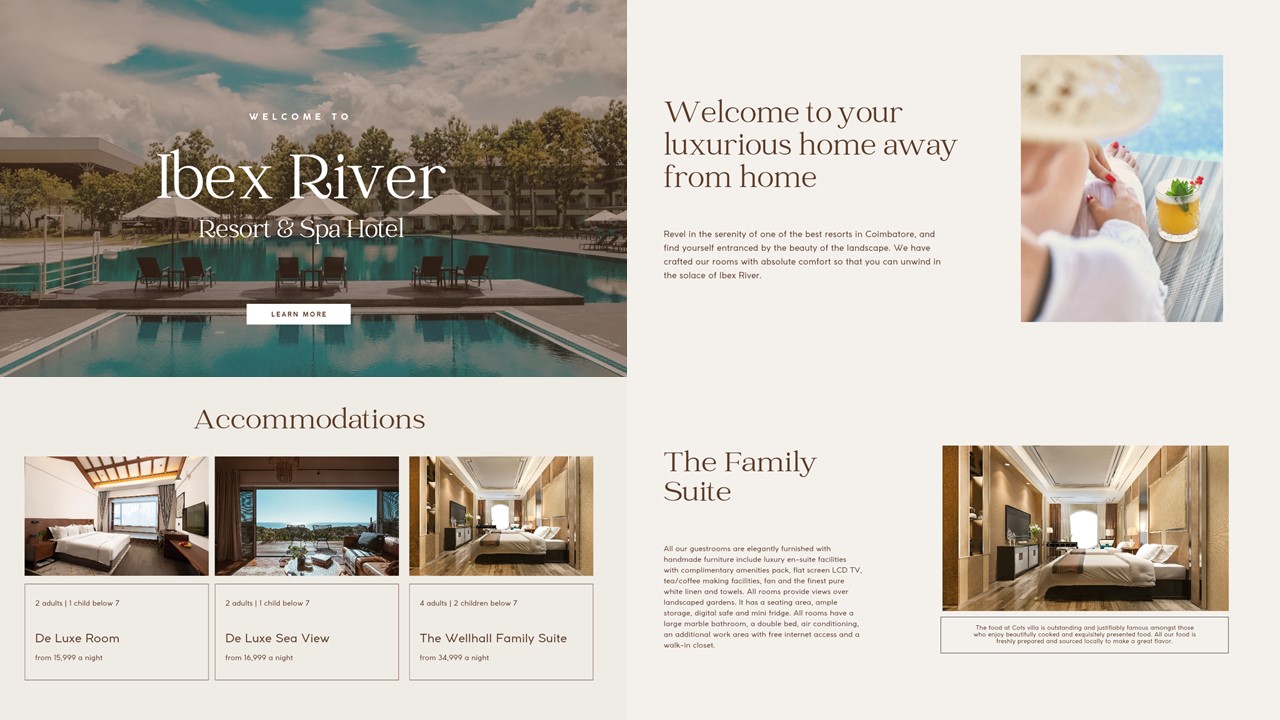 WELCOME TO
Ibex River
Resort & Spa Hotel
LEARN MORE
Welcome to your
luxurious home away
from home
Revel in the serenity of one of the best resorts in Coimbatore, and
find yourself entranced by the beauty of the landscape. We have
crafted our rooms with absolute comfort so that you can unwind in
the solace of Ibex River.
Accommodations
2 adults | 1 child below 7
De Luxe Room
from 15,999 a night
2 adults | 1 child below 7
De Luxe Sea View
from 16,999 a night
4 adults | 2 children below 7
The Wellhall Family Suite
from 34,999 a night
The Family
Suite
All our guestrooms are elegantly furnished with
handmade furniture include luxury en-suite facilities
with complimentary amenities pack, flat screen LCD TV,
tea/coffee making facilities, fan and the finest pure
white linen and towels. All rooms provide views over
landscaped gardens. It has a seating area, ample
storage, digital safe and mini fridge. All rooms have a
large marble bathroom, a double bed, air conditioning,
an additional work area with free internet access and a
walk-in closet.
The food at Cots villa is outstanding and justifiably famous amongst those
who enjoy beautifully cooked and exquisitely presented food. All our food is
freshly prepared and sourced locally to make a great flavor.